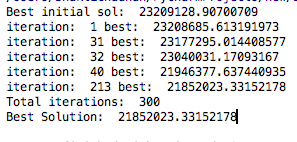 Best initial sol:  23209128.90700709
iteration:  1 best:  23208685.613191973
iteration:  31 best:  23177295.014408577
iteration:  32 best:  23040031.17093167
iteration:  40 best:  21946377.637440935
iteration:  213 best:  21852023.33152178
Total iterations:  300
Best Solution:  21852023.33152178